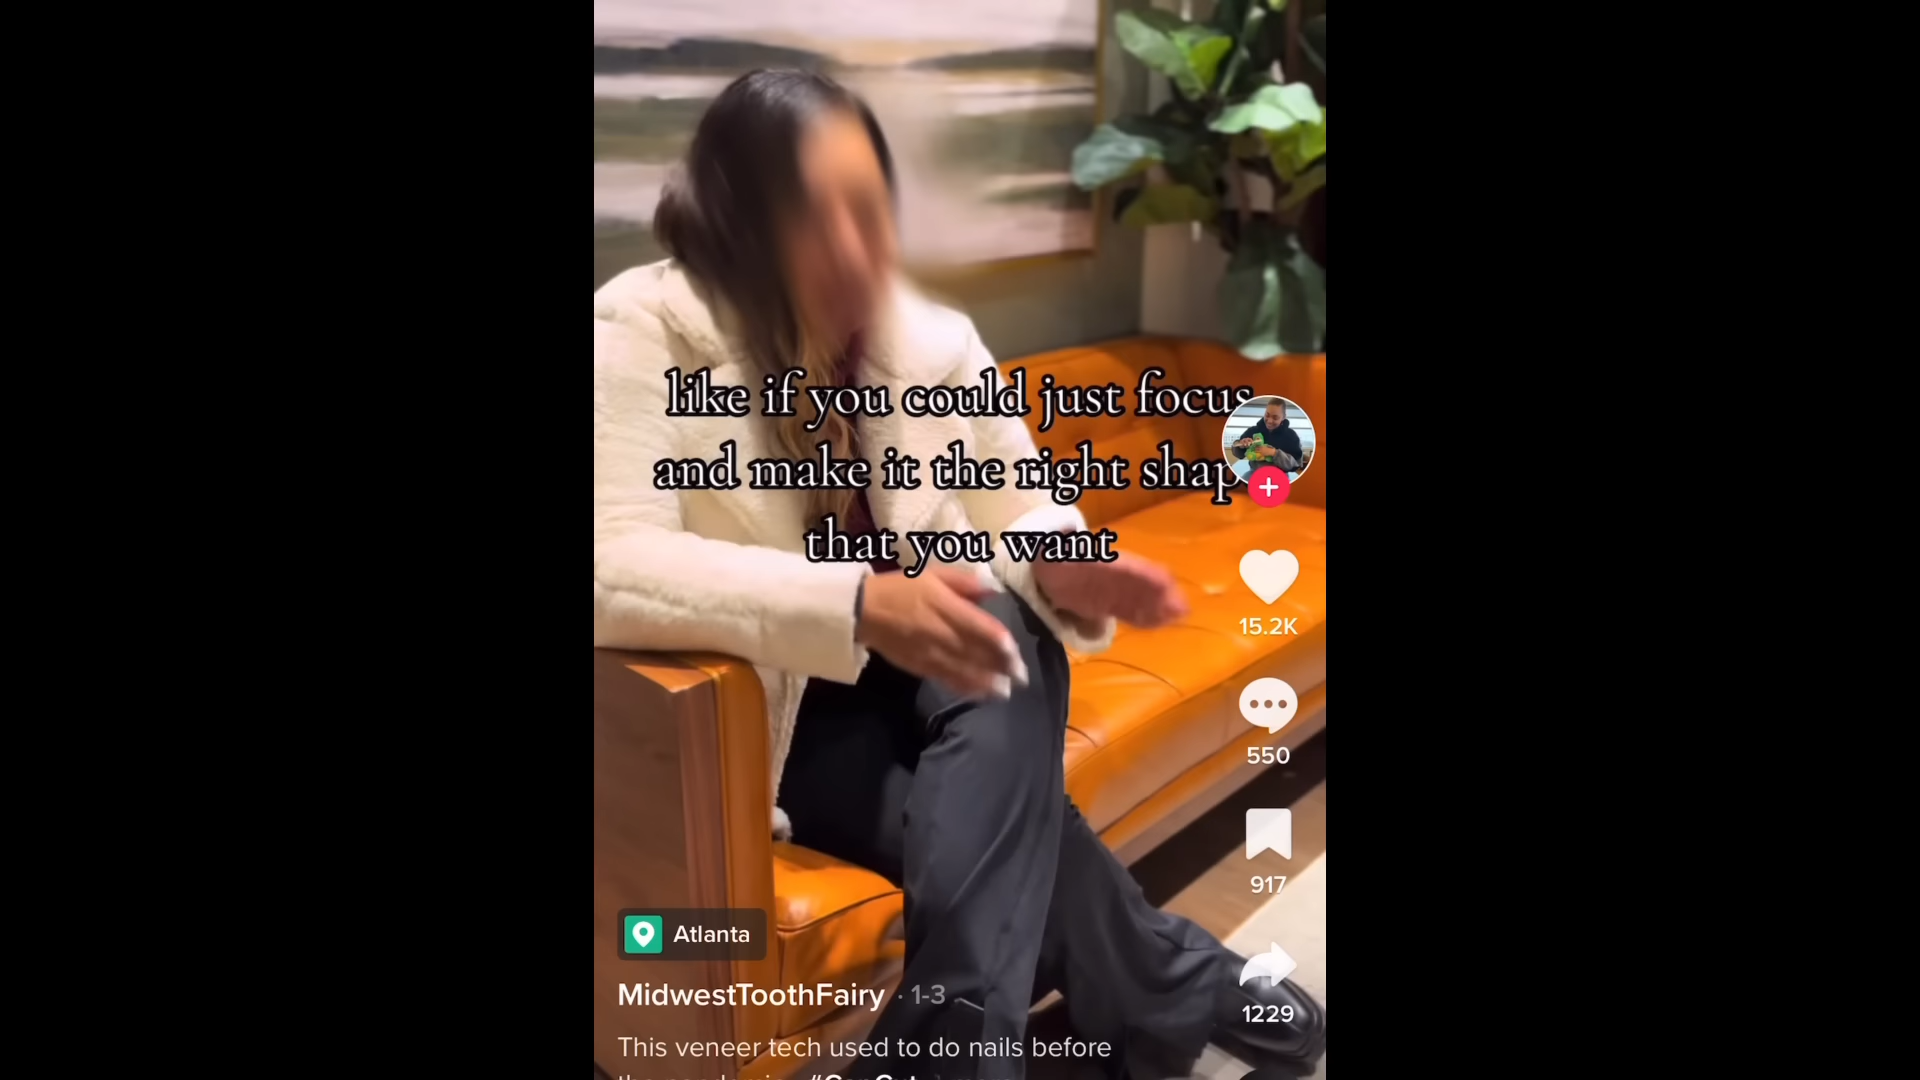 like if you could just focus
and make it the right shap
that you want
15.2K
550
917
Atlanta
MidwestToothFairy · 1-3
1229
This veneer tech used to do nails before